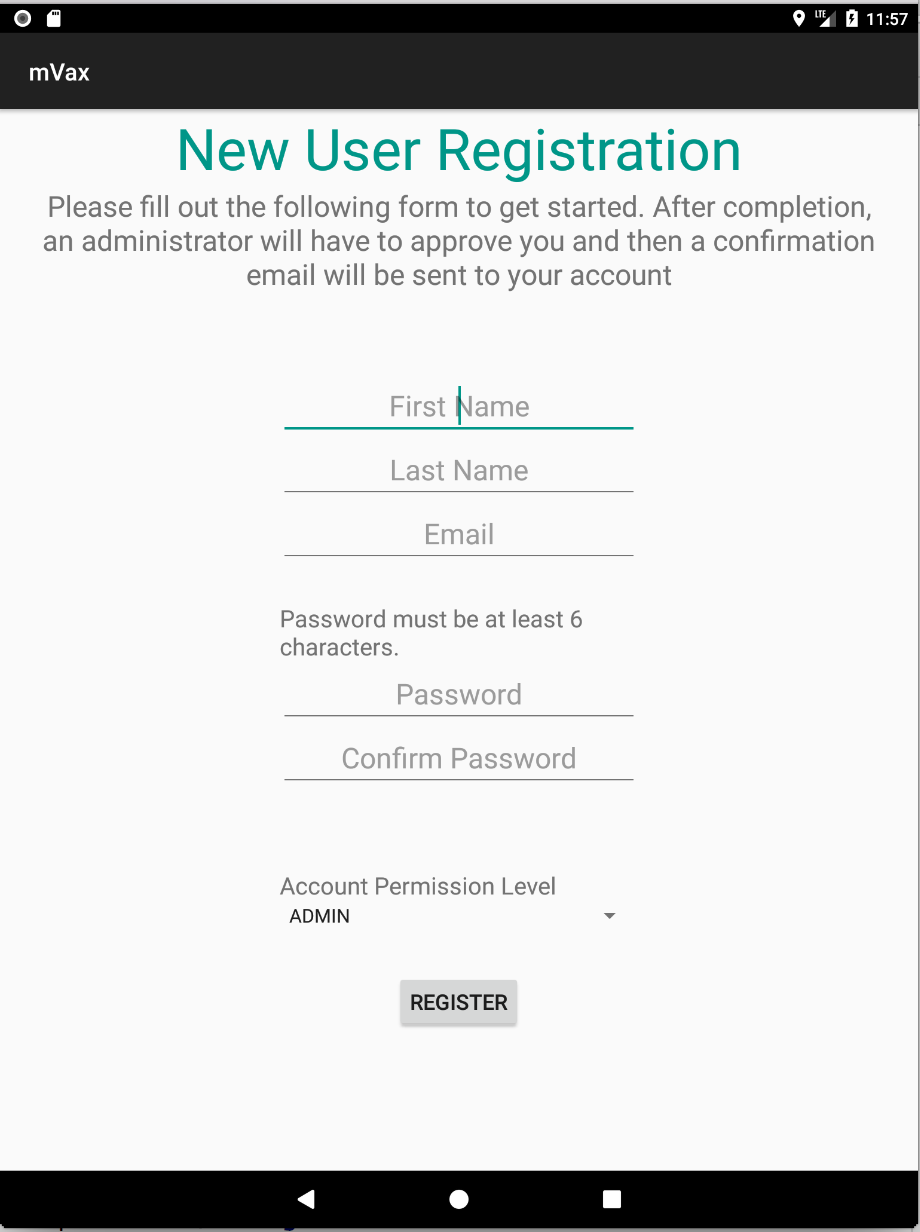 LTE 11:57
mVax
New User Registration
Please fill out the following form to get started. After completion,
an administrator will have to approve you and then a confirmation
email will be sent to your account
First Name
Last Name
Email
Password must be at least 6
characters.
Password
Confirm Password
Account Permission Level
ADMIN
REGISTER